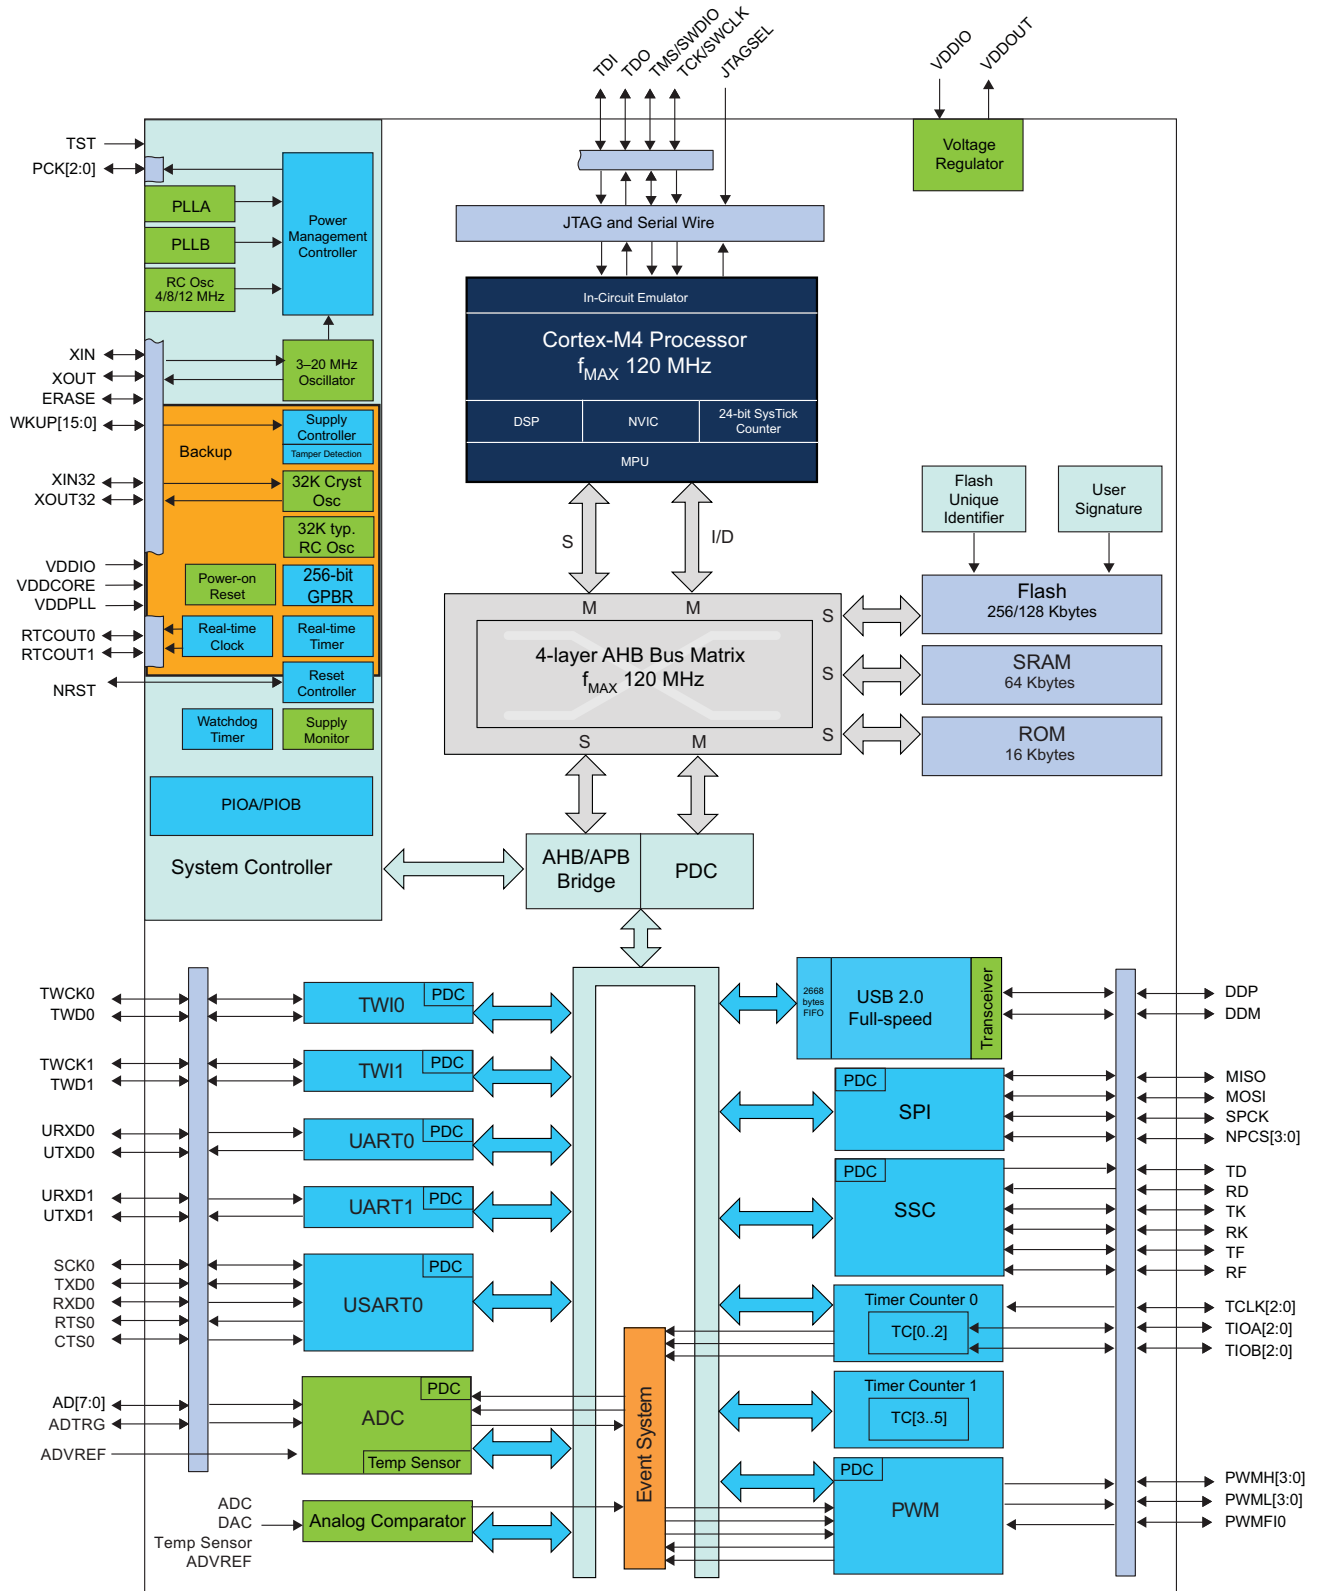 TDI
TDO
TMS/SWDIO
TCK/SWCLK
JTAGSEL
VDDIO
VDDOUT
TST
PCK[2:0]
PLLA
PLLB
RC Osc
4/8/12 MHz
Power
Management
Controller
Voltage
Regulator
JTAG and Serial Wire
In-Circuit Emulator
Cortex-M4 Processor
fMAX 120 MHz
DSP
NVIC
24-bit SysTick
Counter
MPU
XIN
XOUT
ERASE
WKUP[15:0]
3–20 MHz
Oscillator
Backup
Supply
Controller
Tamper Detection
XIN32
XOUT32
32K Cryst
Osc
32K typ.
RC Osc
VDDIO
VDDCORE
VDDPLL
Power-on
Reset
256-bit
GPBR
RTCOUT0
RTCOUT1
Real-time
Clock
Real-time
Timer
NRST
Reset
Controller
Watchdog
Timer
Supply
Monitor
PIOA/PIOB
System Controller
S
I/D
M
M
S
S
S
4-layer AHB Bus Matrix
fMAX 120 MHz
S
M
Flash
Unique
Identifier
User
Signature
Flash
256/128 Kbytes
SRAM
64 Kbytes
ROM
16 Kbytes
AHB/APB
Bridge
PDC
TWCK0
TWD0
TWI0
PDC
TWCK1
TWD1
TWI1
PDC
URXD0
UTXD0
UART0
PDC
URXD1
UTXD1
UART1
PDC
SCK0
TXD0
RXD0
RTS0
CTS0
USART0
PDC
AD[7:0]
ADTRG
ADVREF
ADC
PDC
Temp Sensor
ADC
DAC
Temp Sensor
ADVREF
Analog Comparator
Event System
2668
bytes
FIFO
USB 2.0
Full-speed
Transceiver
DDP
DDM
PDC
SPI
MISO
MOSI
SPCK
NPCS[3:0]
PDC
SSC
TD
RD
TK
RK
TF
RF
Timer Counter 0
TC[0..2]
TCLK[2:0]
TIOA[2:0]
TIOB[2:0]
Timer Counter 1
TC[3..5]
PDC
PWM
PWMH[3:0]
PWML[3:0]
PWMFI0